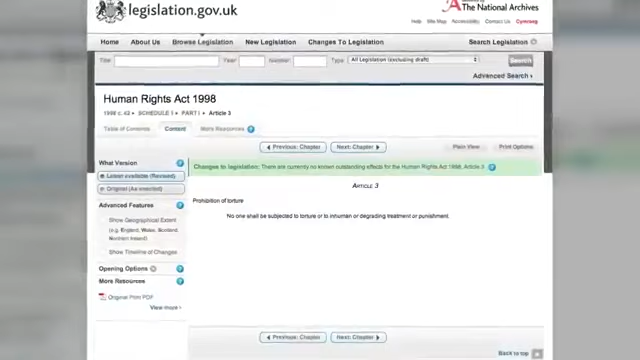 legislation.gov.uk
The National Archives
Help Site Map Accessibility Contact Us Cymraeg
Home About Us Browse Legislation New Legislation Changes To Legislation Search Legislation
Title: Year: Number: Type: All Legislation (excluding draft) Search
Advanced Search
Human Rights Act 1998
1998 c. 42 SCHEDULE 1 PART I Article 3
Table of Contents Content More Resources
Previous: Chapter Next: Chapter Plain View Print Options
What Version
Changes to legislation: There are currently no known outstanding effects for the Human Rights Act 1998, Article 3.
Latest available (Revised)
Original (As enacted)
ARTICLE 3
Advanced Features
Prohibition of torture
Show Geographical Extent
No one shall be subjected to torture or to inhuman or degrading treatment or punishment.
(e.g. England, Wales, Scotland
Northern Ireland)
Show Timeline of Changes
Opening Options
More Resources
Original Print PDF
View more
Previous: Chapter Next: Chapter
Back to top